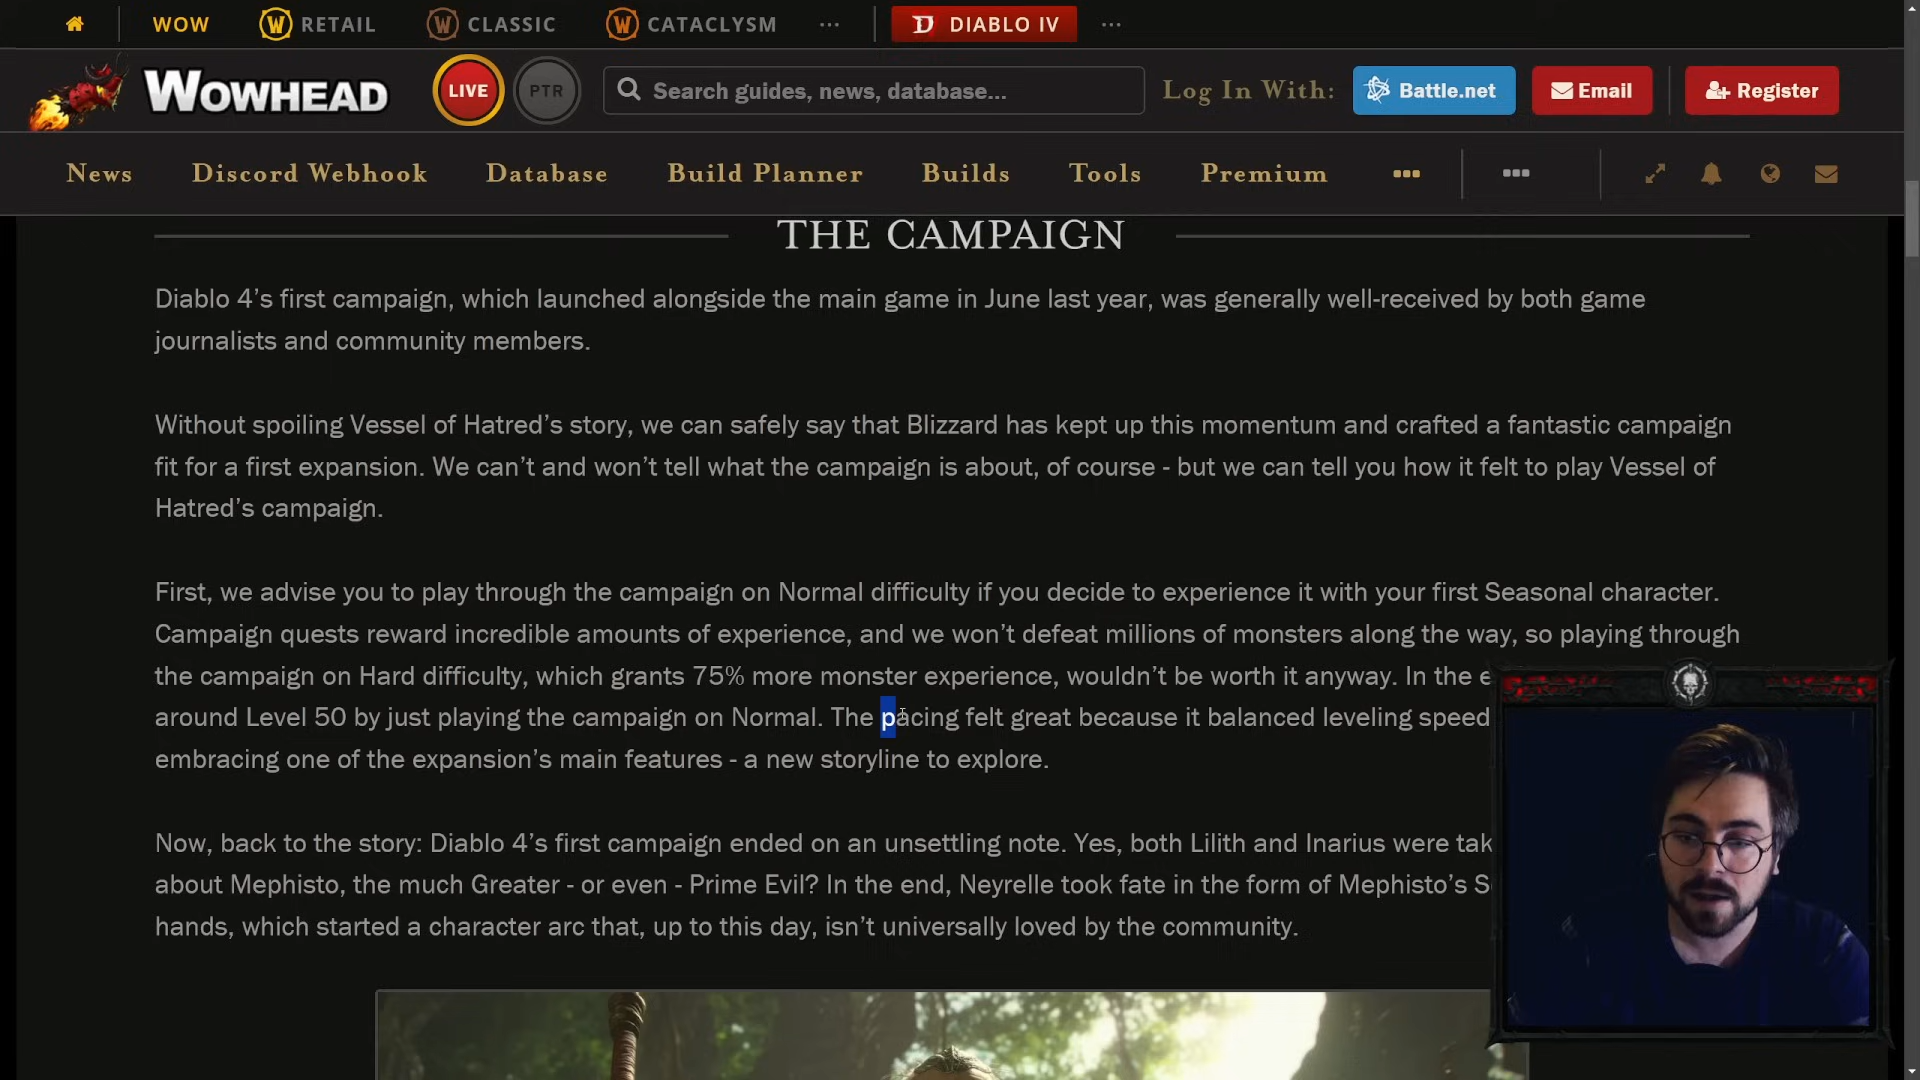 WOW RETAIL CLASSIC CATACLYSM ... DIABLO IV ...
WOWHEAD LIVE PTR Search guides, news, database... Log In With: Battle.net Email Register
News Discord Webhook Database Build Planner Builds Tools Premium
THE CAMPAIGN
Diablo 4’s first campaign, which launched alongside the main game in June last year, was generally well-received by both game
journalists and community members.
Without spoiling Vessel of Hatred’s story, we can safely say that Blizzard has kept up this momentum and crafted a fantastic campaign
fit for a first expansion. We can’t and won’t tell what the campaign is about, of course - but we can tell you how it felt to play Vessel of
Hatred’s campaign.
First, we advise you to play through the campaign on Normal difficulty if you decide to experience it with your first Seasonal character.
Campaign quests reward incredible amounts of experience, and we won’t defeat millions of monsters along the way, so playing through
the campaign on Hard difficulty, which grants 75% more monster experience, wouldn’t be worth it anyway. In the
around Level 50 by just playing the campaign on Normal. The pacing felt great because it balanced leveling speed
embracing one of the expansion’s main features - a new storyline to explore.
Now, back to the story: Diablo 4’s first campaign ended on an unsettling note. Yes, both Lilith and Inarius were
about Mephisto, the much Greater - or even - Prime Evil? In the end, Neyrelle took fate in the form of Mephisto’s
hands, which started a character arc that, up to this day, isn’t universally loved by the community.